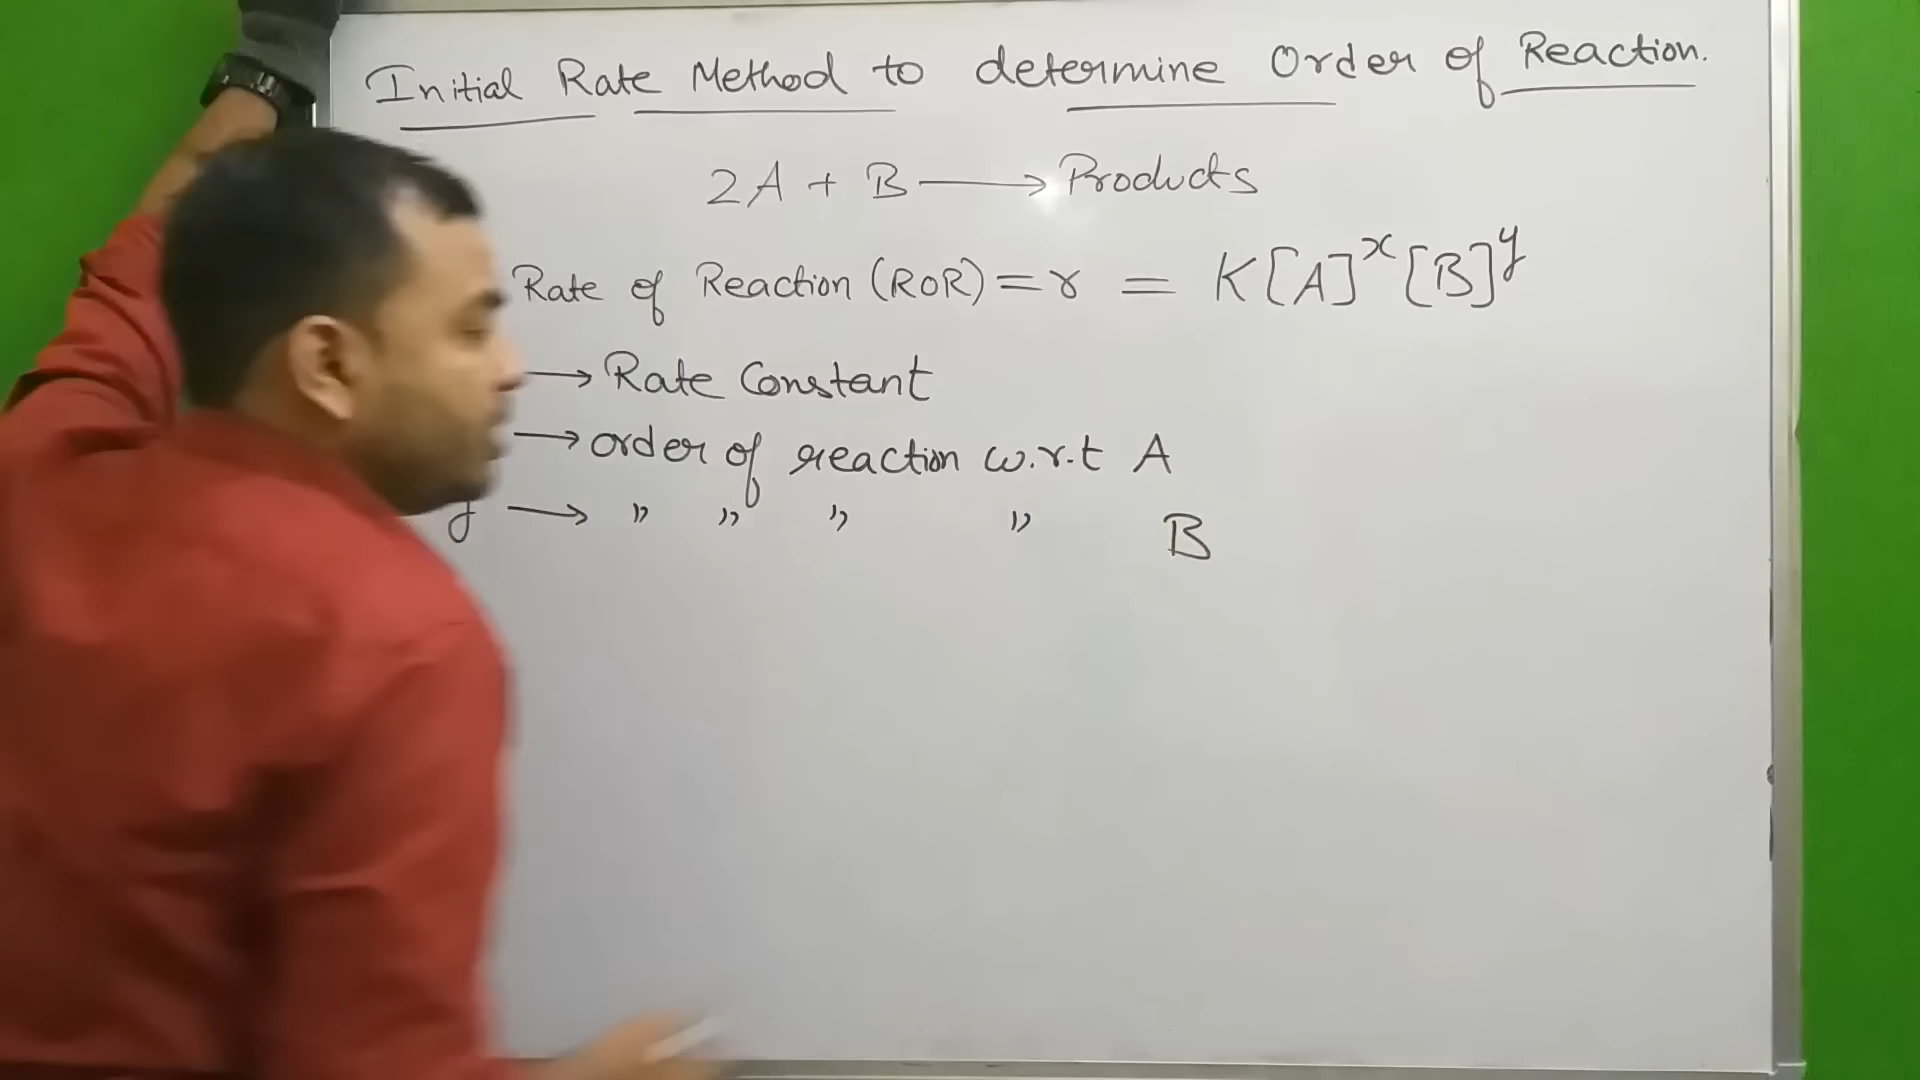 Initial Rate Method to determine Order of Reaction.
2A + B ⟶ Products
Rate of Reaction (ROR) = r = K[A]^x [B]^y
→ Rate Constant
→ order of reaction w.r.t A
y → " " " " B